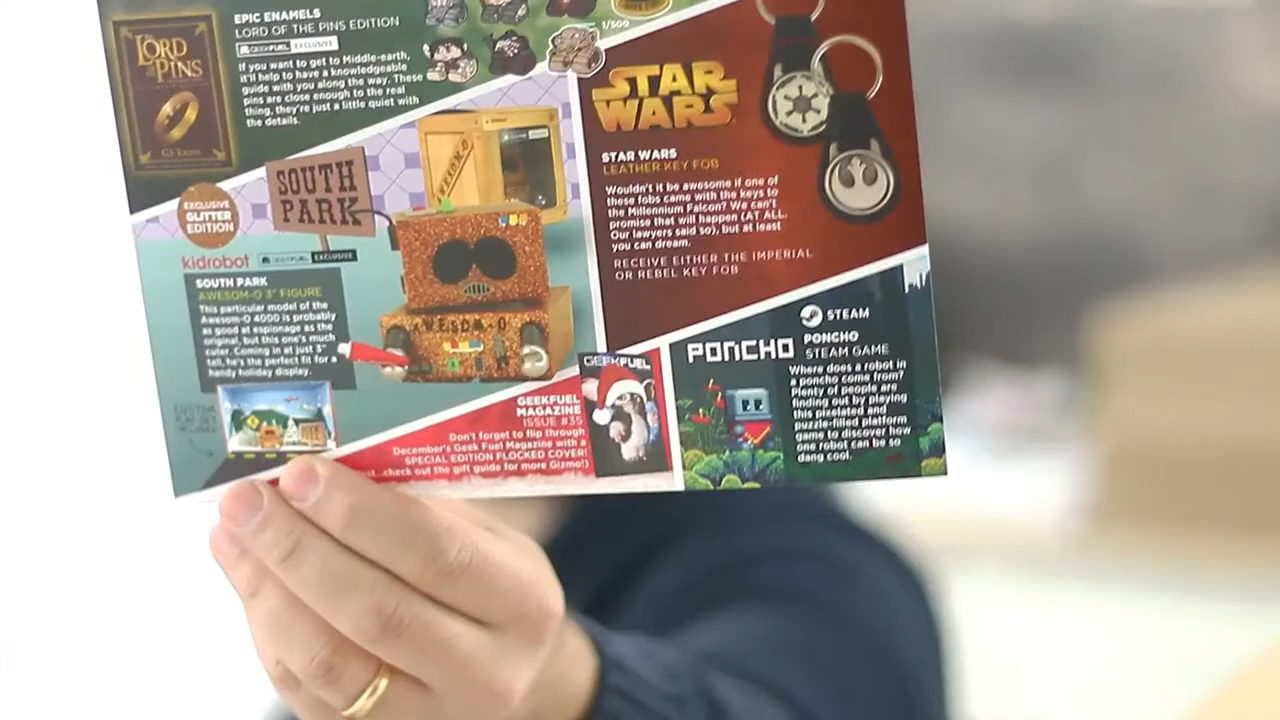 LORD
OF THE
PINS
GF EDITION
EPIC ENAMELS
LORD OF THE PINS EDITION
GEEKFUEL EXCLUSIVE
If you want to get to Middle-earth,
it'll help to have a knowledgeable
guide with you along the way. These
pins are close enough to the real
thing, they're just a little quiet with
the details.
1/500
STAR
WARS
STAR WARS
LEATHER KEY FOB
Wouldn't it be awesome if one of
these fobs came with the keys to
the Millennium Falcon? We can't
promise that will happen (AT ALL.
Our lawyers said so), but at least
you can dream.
RECEIVE EITHER THE IMPERIAL
OR REBEL KEY FOB
SOUTH
PARK
EXCLUSIVE
GLITTER
EDITION
AWESOM-O
AWESOM-O
kidrobot GEEKFUEL EXCLUSIVE
SOUTH PARK
AWESOM-O 3" FIGURE
This particular model of the
Awesom-O 4000 is probably
as good at espionage as the
original, but this one's much
cuter. Coming in at just 3"
tall, he's the perfect fit for a
handy holiday display.
GEEKFUEL
MAGAZINE
ISSUE #35
Don't forget to flip through
December's Geek Fuel Magazine with a
SPECIAL EDITION FLOCKED COVER!
check out the gift guide for more Gizmo!)
GEEKFUEL
STEAM
PONCHO
PONCHO
STEAM GAME
Where does a robot in
a poncho come from?
Plenty of people are
finding out by playing
this pixelated and
puzzle-filled platform
game to discover how
one robot can be so
dang cool.